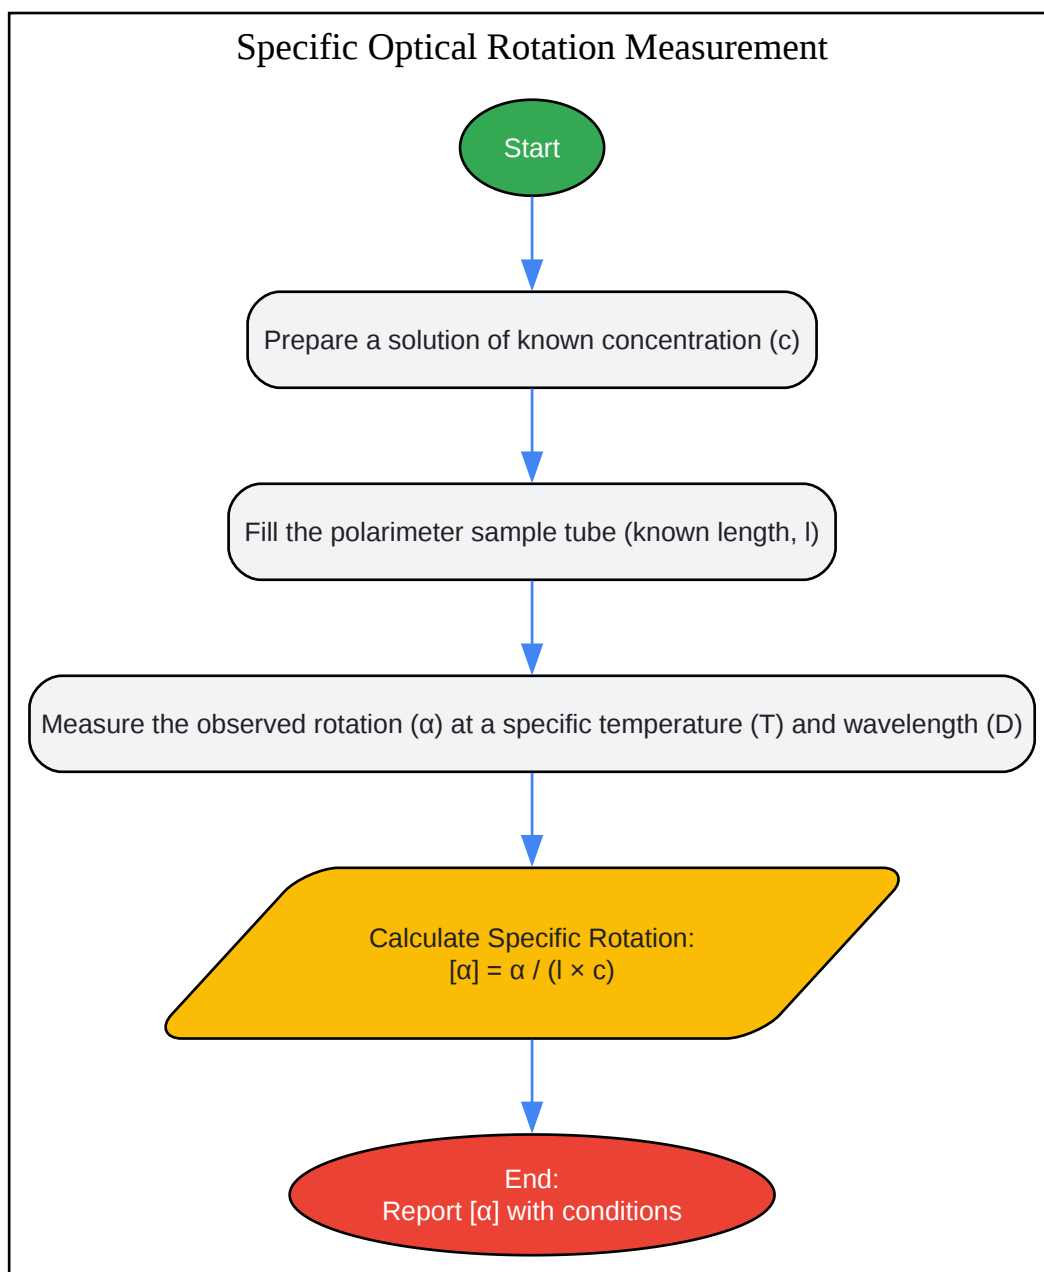 Specific Optical Rotation Measurement
Start
Prepare a solution of known concentration (c)
Fill the polarimeter sample tube (known length, l)
Measure the observed rotation (α) at a specific temperature (T) and wavelength (D)
Calculate Specific Rotation:
[α] = α / (l × c)
End:
Report [α] with conditions